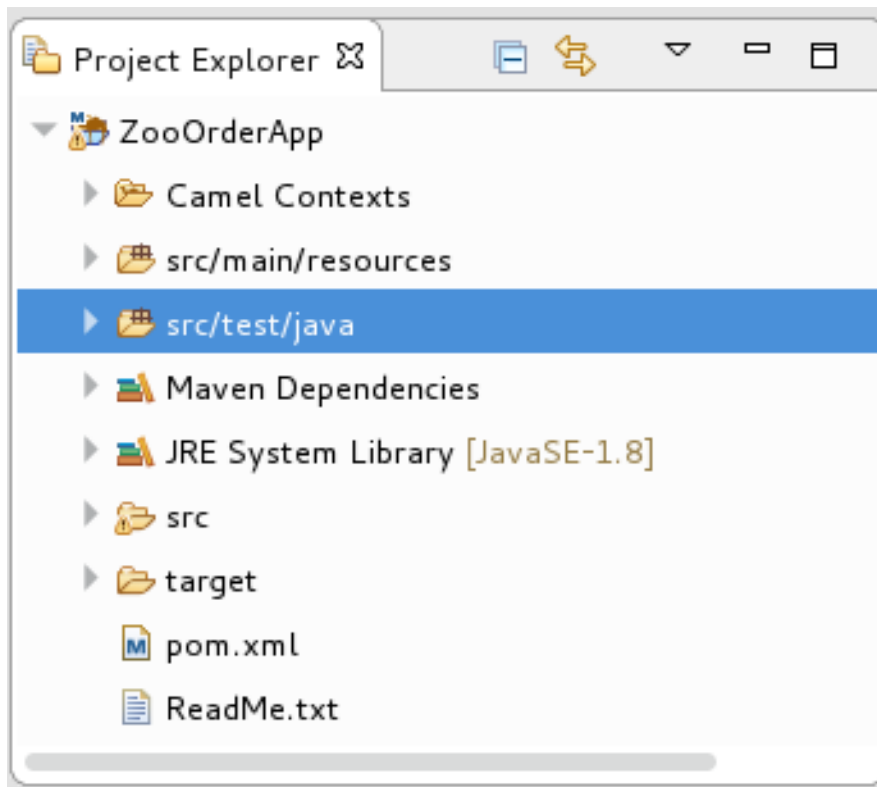 Project Explorer
ZooOrderApp
Camel Contexts
src/main/resources
src/test/java
Maven Dependencies
JRE System Library [JavaSE-1.8]
src
target
pom.xml
ReadMe.txt